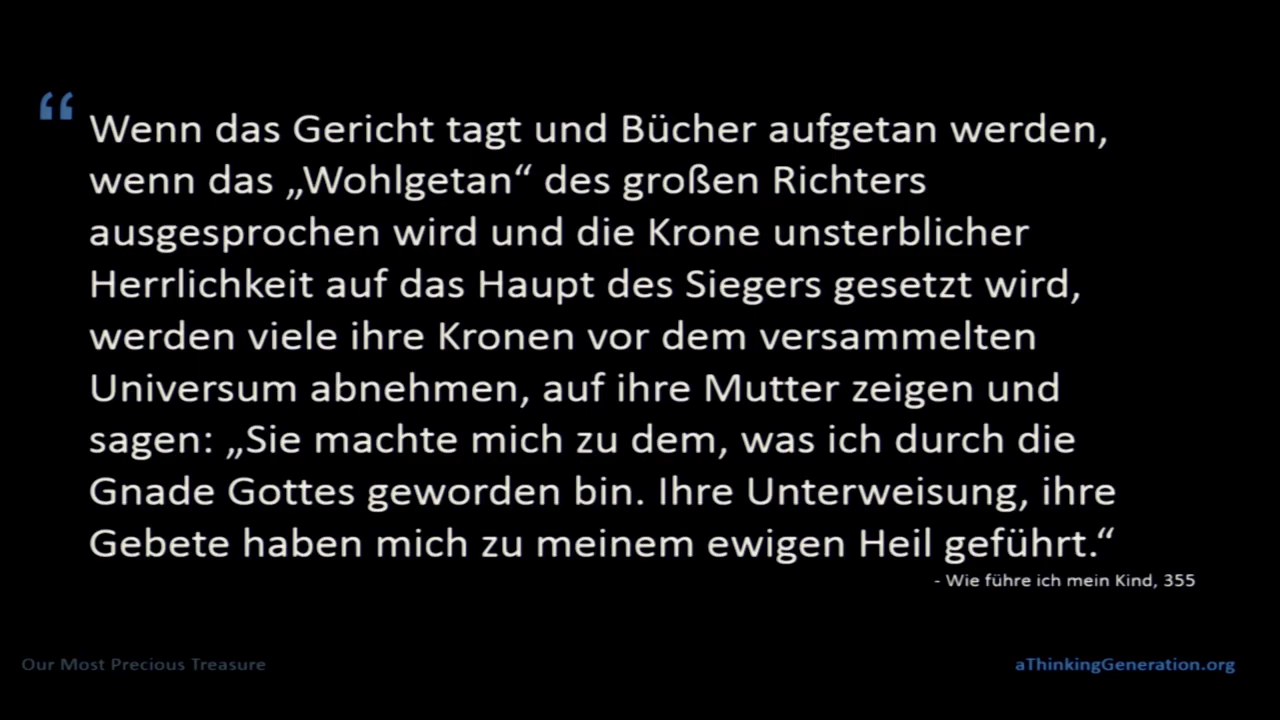 “
Wenn das Gericht tagt und Bücher aufgetan werden,
wenn das „Wohlgetan“ des großen Richters
ausgesprochen wird und die Krone unsterblicher
Herrlichkeit auf das Haupt des Siegers gesetzt wird,
werden viele ihre Kronen vor dem versammelten
Universum abnehmen, auf ihre Mutter zeigen und
sagen: „Sie machte mich zu dem, was ich durch die
Gnade Gottes geworden bin. Ihre Unterweisung, ihre
Gebete haben mich zu meinem ewigen Heil geführt.“
- Wie führe ich mein Kind, 355
Our Most Precious Treasure
aThinkingGeneration.org